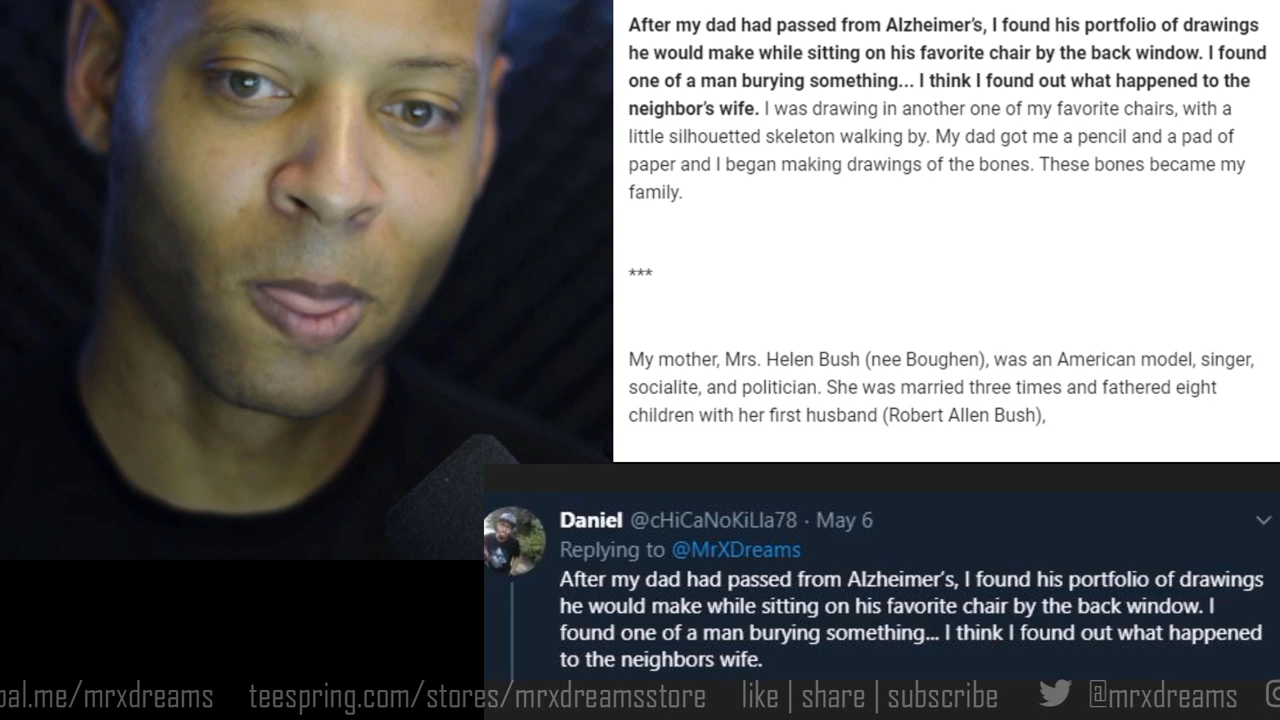 After my dad had passed from Alzheimer's, I found his portfolio of drawings
he would make while sitting on his favorite chair by the back window. I found
one of a man burying something... I think I found out what happened to the
neighbor's wife. I was drawing in another one of my favorite chairs, with a
little silhouetted skeleton walking by. My dad got me a pencil and a pad of
paper and I began making drawings of the bones. These bones became my
family.
***
My mother, Mrs. Helen Bush (nee Boughen), was an American model, singer,
socialite, and politician. She was married three times and fathered eight
children with her first husband (Robert Allen Bush),
Daniel @cHiCaNoKiLla78 · May 6
Replying to @MrXDreams
After my dad had passed from Alzheimer's, I found his portfolio of drawings
he would make while sitting on his favorite chair by the back window. I
found one of a man burying something... I think I found out what happened
to the neighbors wife.
pal.me/mrxdreams teespring.com/stores/mrxdreamsstore like | share | subscribe @mrxdreams